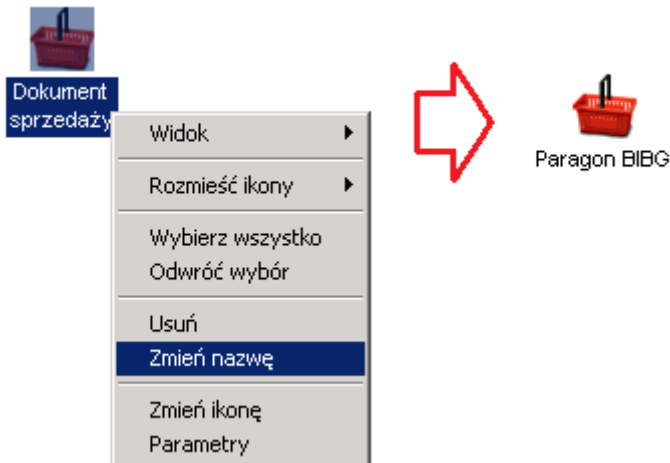 Dokument
sprzedaży
Widok
Rozmieść ikony
Wybierz wszystko
Odwróć wybór
Usuń
Zmień nazwę
Zmień ikonę
Parametry
Paragon BIBG